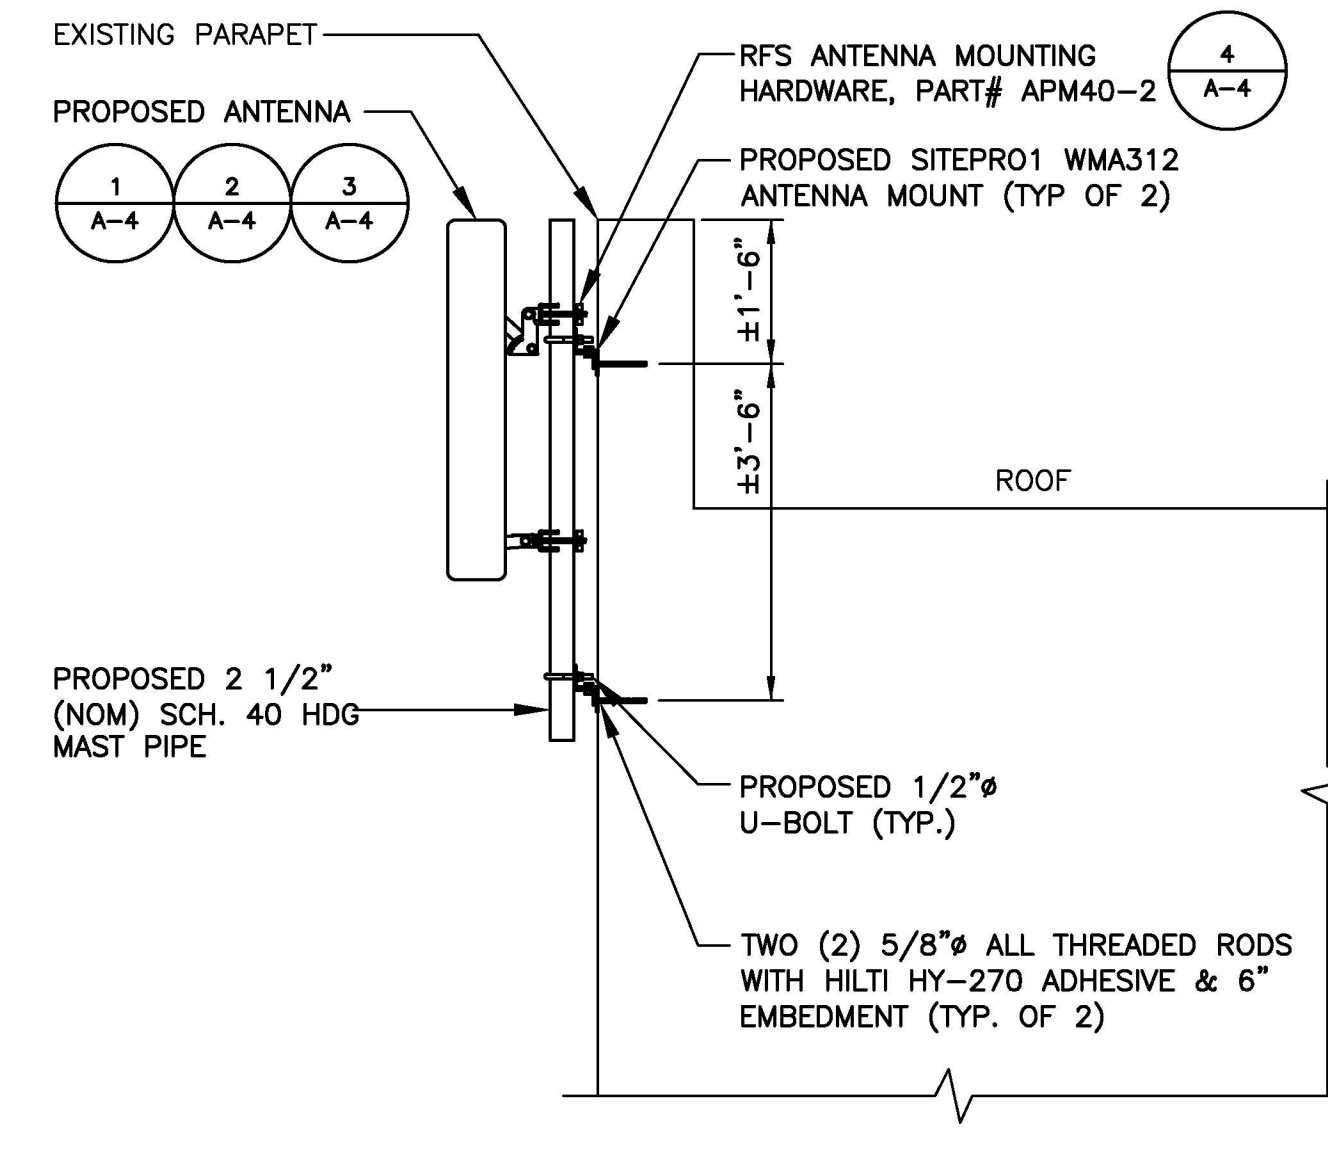 EXISTING PARAPET
PROPOSED ANTENNA
1
A-4
2
A-4
3
A-4
RFS ANTENNA MOUNTING
HARDWARE, PART# APM40-2
4
A-4
PROPOSED SITEPRO1 WMA312
ANTENNA MOUNT (TYP OF 2)
±1'-6"
±3'-6"
ROOF
PROPOSED 2 1/2"
(NOM) SCH. 40 HDG
MAST PIPE
PROPOSED 1/2"ø
U-BOLT (TYP.)
TWO (2) 5/8"ø ALL THREADED RODS
WITH HILTI HY-270 ADHESIVE & 6"
EMBEDMENT (TYP. OF 2)